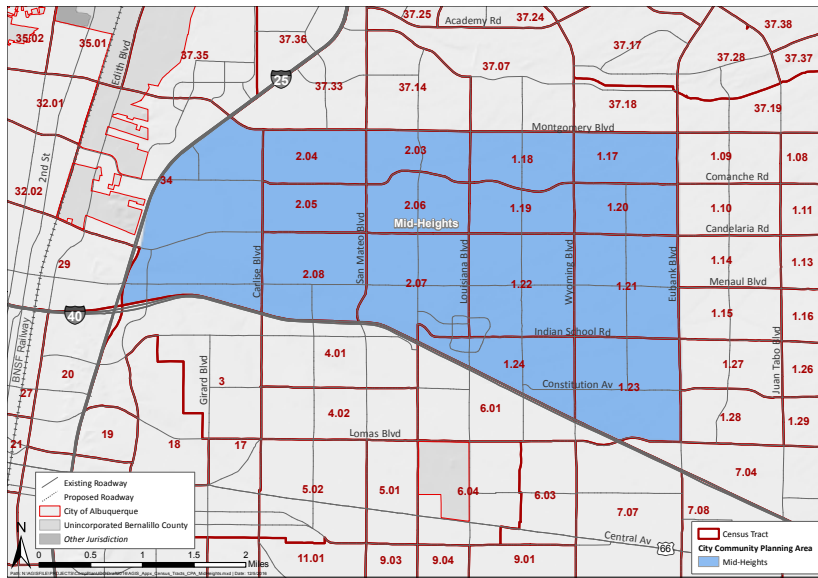 37.25
Academy Rd
37.24
37.38
35.02
35.01
37.36
37.17
37.28
37.37
37.35
Edith Blvd
25
37.33
37.14
37.07
32.01
37.18
37.19
Montgomery Blvd
2.04
2.03
1.18
1.17
1.09
1.08
2nd St
34
Comanche Rd
32.02
2.05
2.06
1.19
1.20
1.10
1.11
Mid-Heights
Candelaria Rd
29
Carlise Blvd
San Mateo Blvd
Louisiana Blvd
Wyoming Blvd
Eubank Blvd
1.14
1.13
2.08
2.07
1.22
1.21
Menaul Blvd
40
1.15
1.16
BNSF Railway
Indian School Rd
4.01
20
Girard Blvd
3
1.24
1.27
Juan Tabo Blvd
1.26
Constitution Av
1.23
27
4.02
6.01
1.28
1.29
21
19
18
17
Lomas Blvd
7.04
5.02
5.01
6.04
6.03
7.07
7.08
Central Av
66
11.01
9.03
9.04
9.01
Existing Roadway
Proposed Roadway
City of Albuquerque
Unincorporated Bernalillo County
Other Jurisdiction
N
0 0.5 1 1.5 2
Miles
Census Tract
City Community Planning Area
Mid-Heights